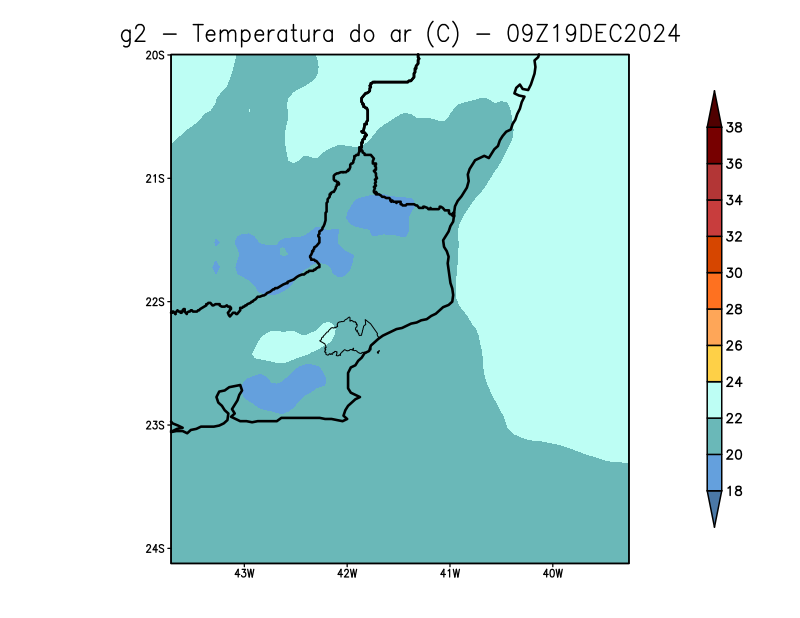 g2 – Temperatura do ar (C) – 09Z19DEC2024
20S
21S
22S
23S
24S
43W
42W
41W
40W
38
36
34
32
30
28
26
24
22
20
18